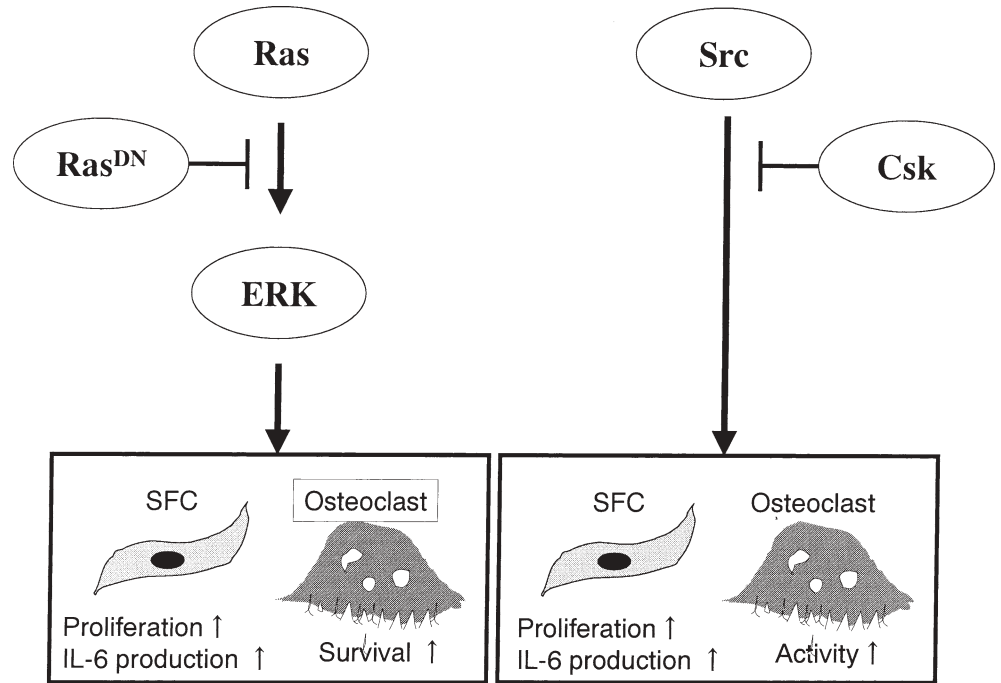 Ras
Src
Ras^DN
Csk
ERK
SFC
Osteoclast
Proliferation ↑
IL-6 production ↑
Survival ↑
SFC
Osteoclast
Proliferation ↑
IL-6 production ↑
Activity ↑